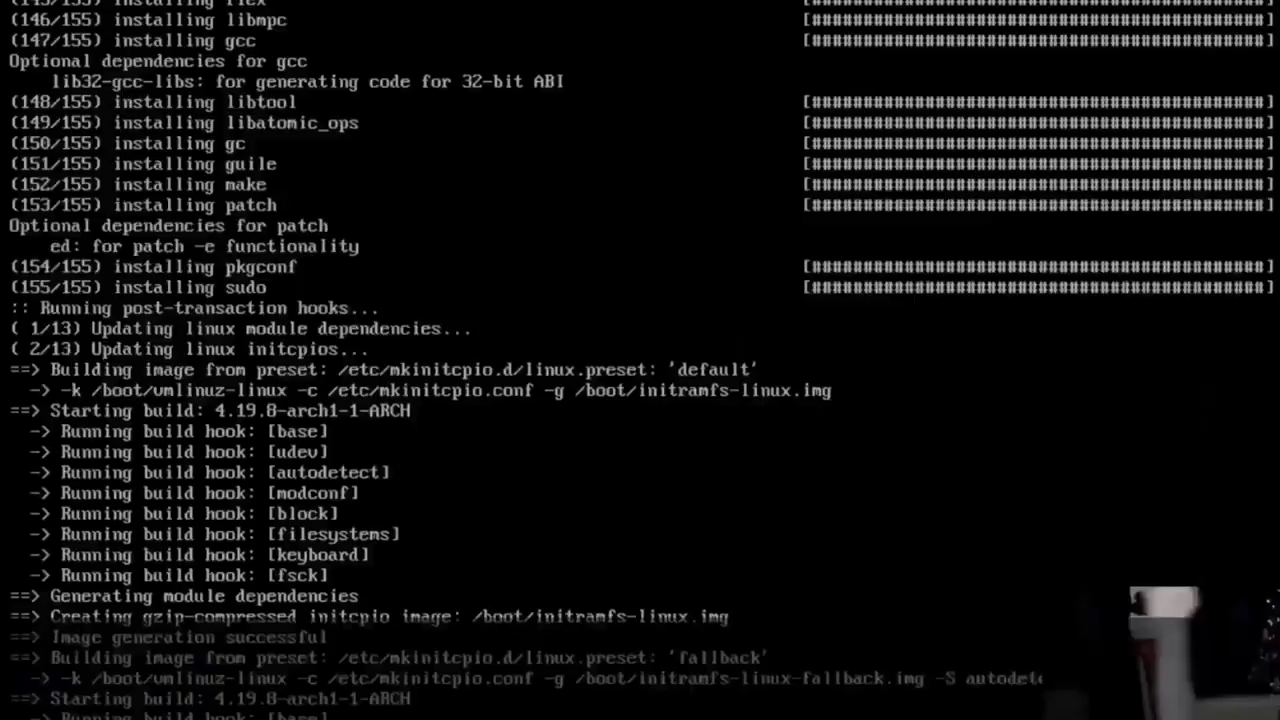 (145/155) installing flex [######################################################]
(146/155) installing libmpc [######################################################]
(147/155) installing gcc [######################################################]
Optional dependencies for gcc
lib32-gcc-libs: for generating code for 32-bit ABI
(148/155) installing libtool [######################################################]
(149/155) installing libatomic_ops [######################################################]
(150/155) installing gc [######################################################]
(151/155) installing guile [######################################################]
(152/155) installing make [######################################################]
(153/155) installing patch [######################################################]
Optional dependencies for patch
ed: for patch -e functionality
(154/155) installing pkgconf [######################################################]
(155/155) installing sudo [######################################################]
:: Running post-transaction hooks...
( 1/13) Updating linux module dependencies...
( 2/13) Updating linux initcpios...
==> Building image from preset: /etc/mkinitcpio.d/linux.preset: 'default'
-> -k /boot/vmlinuz-linux -c /etc/mkinitcpio.conf -g /boot/initramfs-linux.img
==> Starting build: 4.19.8-arch1-1-ARCH
-> Running build hook: [base]
-> Running build hook: [udev]
-> Running build hook: [autodetect]
-> Running build hook: [modconf]
-> Running build hook: [block]
-> Running build hook: [filesystems]
-> Running build hook: [keyboard]
-> Running build hook: [fsck]
==> Generating module dependencies
==> Creating gzip-compressed initcpio image: /boot/initramfs-linux.img
==> Image generation successful
==> Building image from preset: /etc/mkinitcpio.d/linux.preset: 'fallback'
-> -k /boot/vmlinuz-linux -c /etc/mkinitcpio.conf -g /boot/initramfs-linux-fallback.img -S autodete
==> Starting build: 4.19.8-arch1-1-ARCH
-> Running build hook: [base]